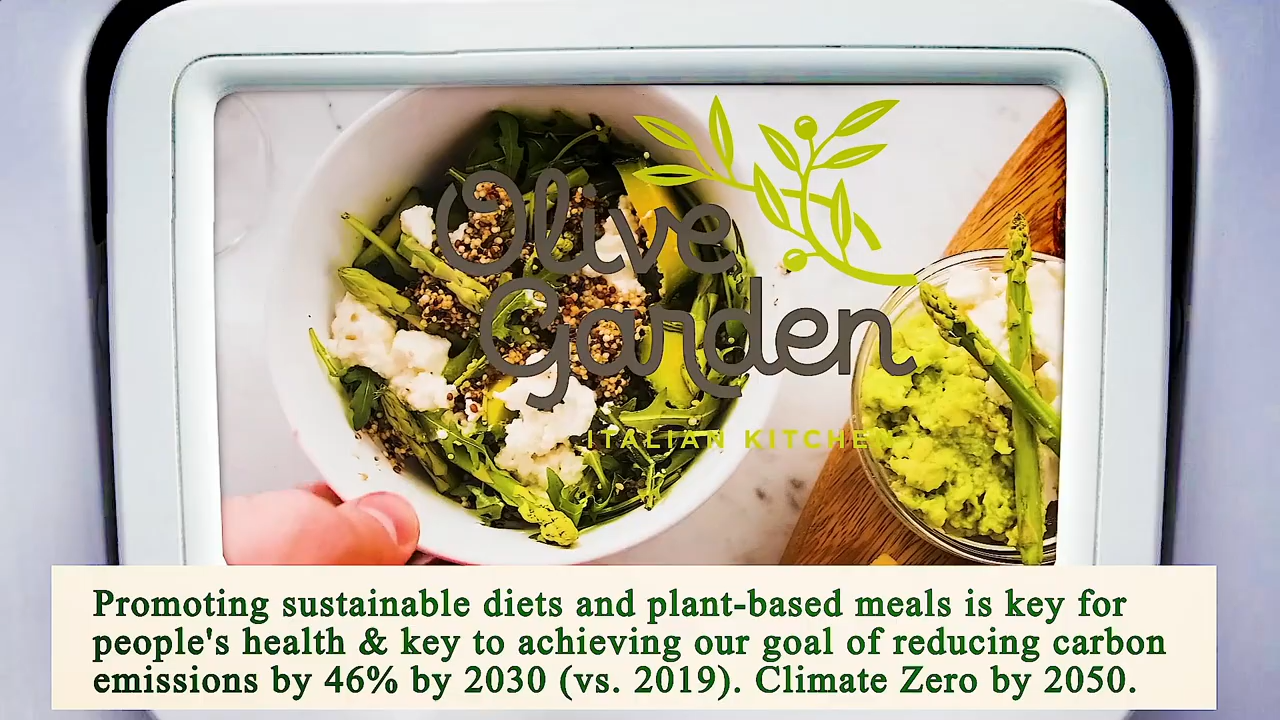 Olive
Garden
ITALIAN KITCHEN
Promoting sustainable diets and plant-based meals is key for
people's health & key to achieving our goal of reducing carbon
emissions by 46% by 2030 (vs. 2019). Climate Zero by 2050.